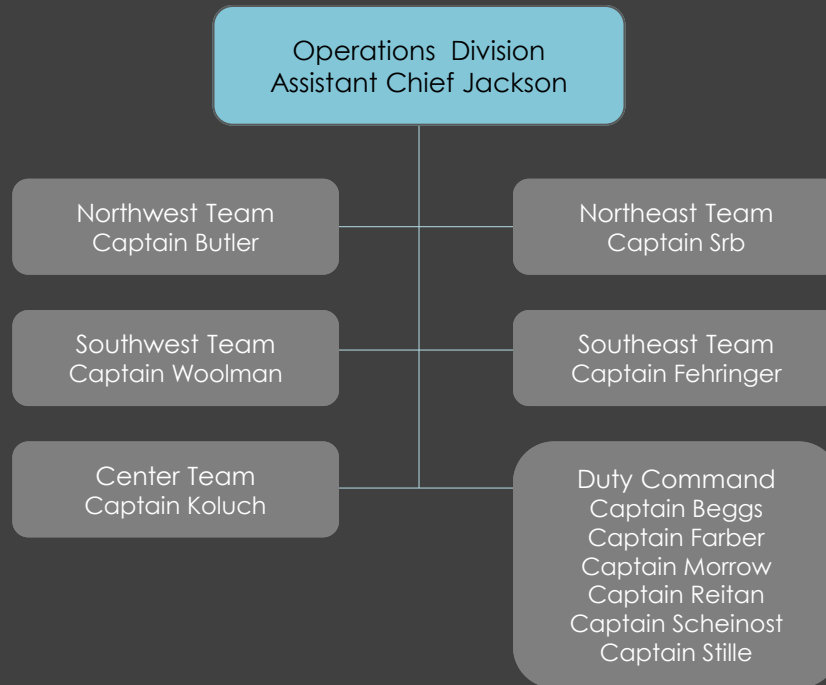 Operations Division
Assistant Chief Jackson
Northwest Team
Captain Butler
Northeast Team
Captain Srb
Southwest Team
Captain Woolman
Southeast Team
Captain Fehringer
Center Team
Captain Koluch
Duty Command
Captain Beggs
Captain Farber
Captain Morrow
Captain Reitan
Captain Scheinost
Captain Stille